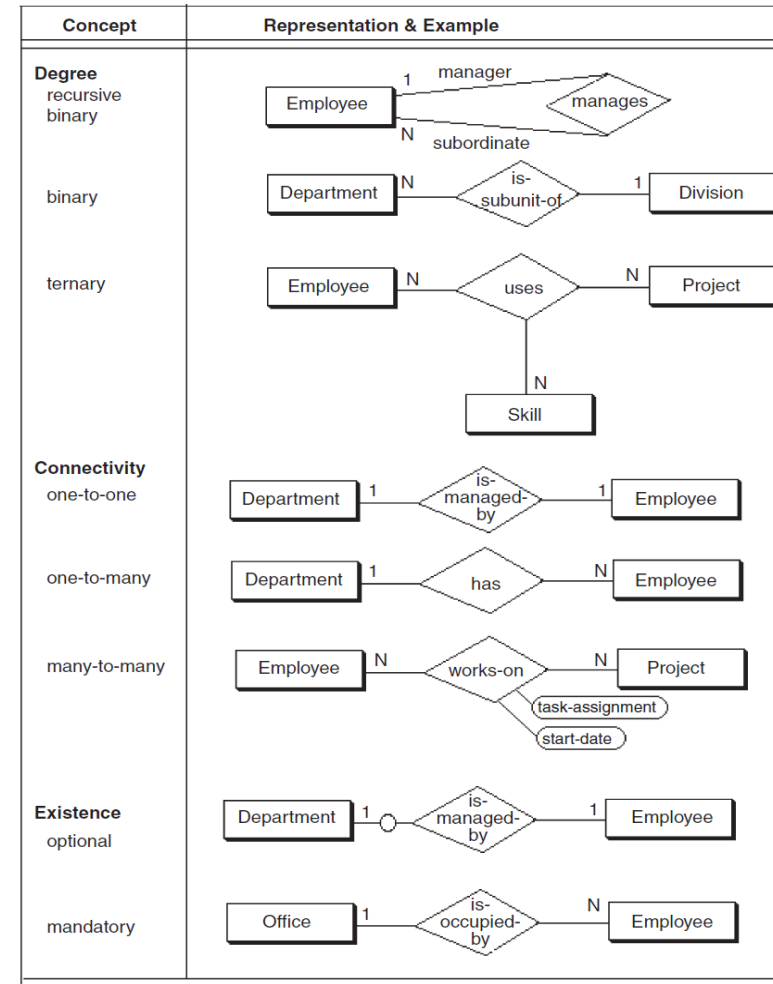 Concept
Representation & Example
Degree
recursive
binary
Employee
1
manager
manages
N
subordinate
binary
Department
N
is-
subunit-of
1
Division
ternary
Employee
N
uses
N
Project
N
Skill
Connectivity
one-to-one
Department
1
is-
managed-
by
1
Employee
one-to-many
Department
1
has
N
Employee
many-to-many
Employee
N
works-on
N
Project
task-assignment
start-date
Existence
optional
Department
1
is-
managed-
by
1
Employee
mandatory
Office
1
is-
occupied-
by
N
Employee